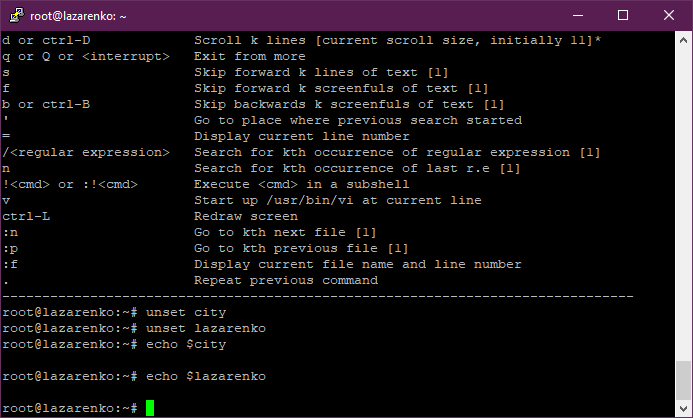 root@lazarenko: ~
d or ctrl-D             Scroll k lines [current scroll size, initially 11]*
q or Q or <interrupt>   Exit from more
s                       Skip forward k lines of text [1]
f                       Skip forward k screenfuls of text [1]
b or ctrl-B             Skip backwards k screenfuls of text [1]
'                       Go to place where previous search started
=                       Display current line number
/<regular expression>   Search for kth occurrence of regular expression [1]
n                       Search for kth occurrence of last r.e [1]
!<cmd> or :!<cmd>       Execute <cmd> in a subshell
v                       Start up /usr/bin/vi at current line
ctrl-L                  Redraw screen
:n                      Go to kth next file [1]
:p                      Go to kth previous file [1]
:f                      Display current file name and line number
.                       Repeat previous command
-------------------------------------------------------------------------------
root@lazarenko:~# unset city
root@lazarenko:~# unset lazarenko
root@lazarenko:~# echo $city

root@lazarenko:~# echo $lazarenko

root@lazarenko:~#